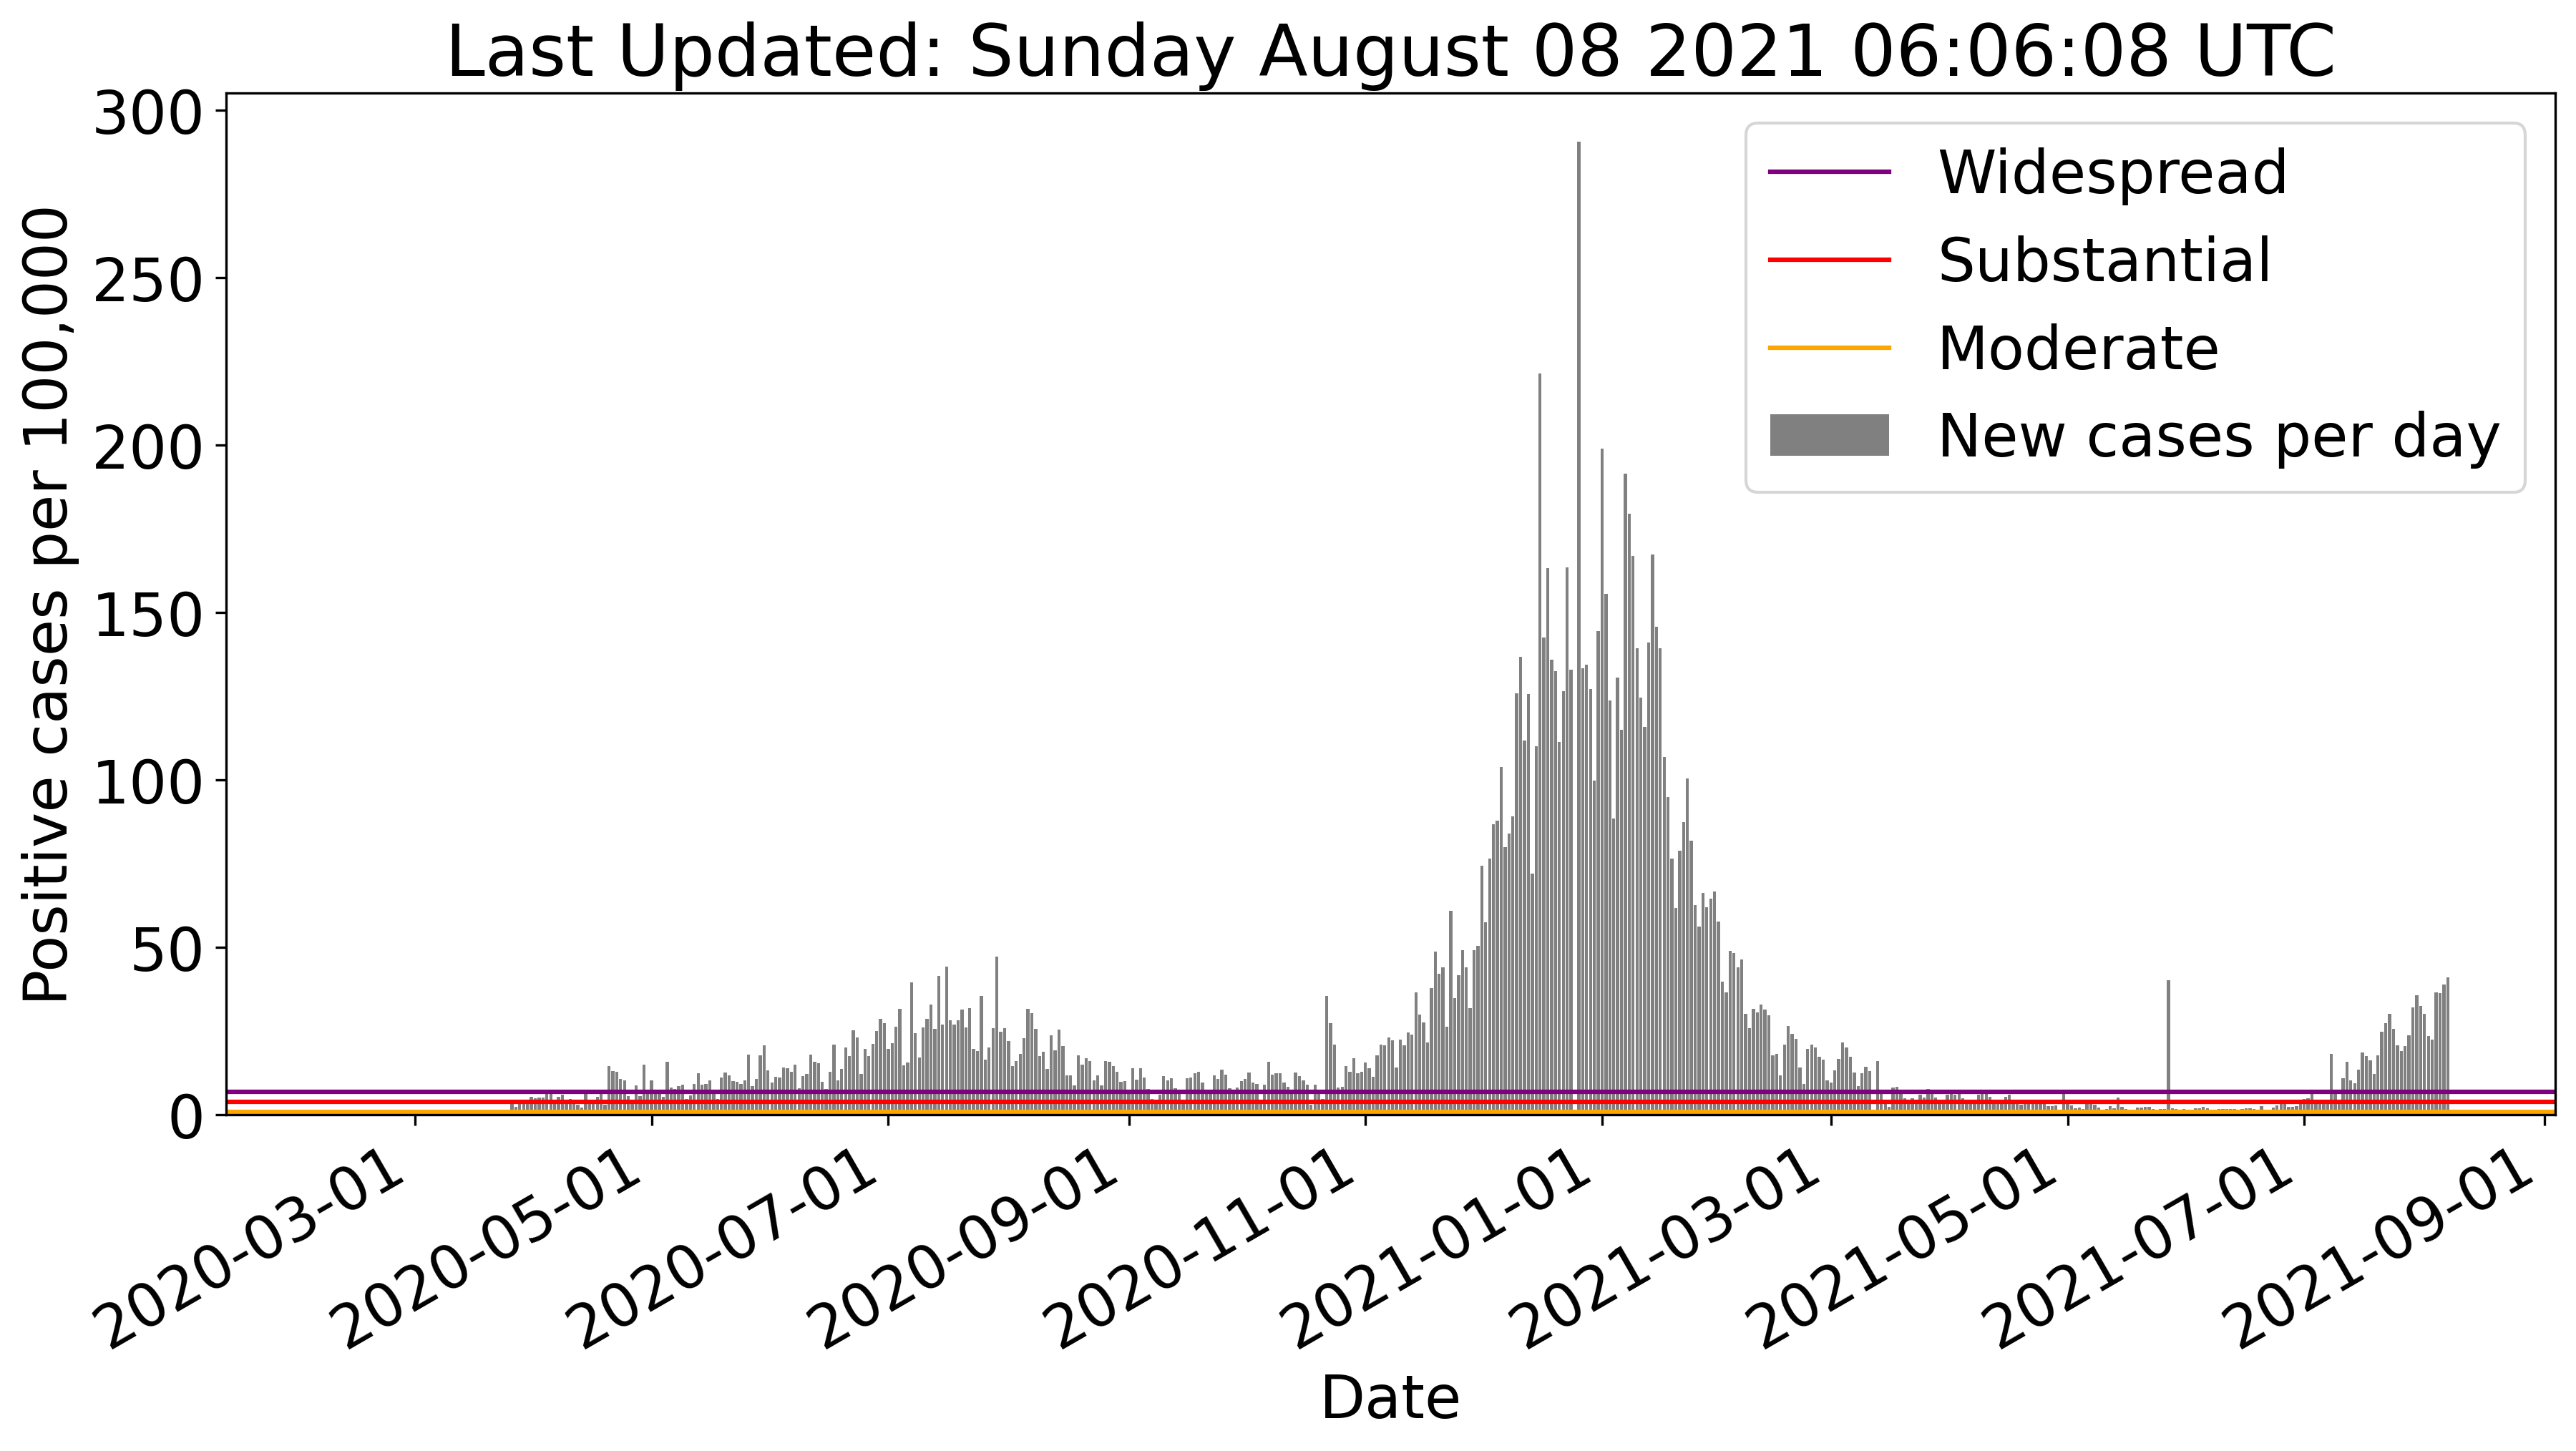 Last Updated: Sunday August 08 2021 06:06:08 UTC
Positive cases per 100,000
300
250
200
150
100
50
0
Widespread
Substantial
Moderate
New cases per day
2020-03-01
2020-05-01
2020-07-01
2020-09-01
2020-11-01
2021-01-01
2021-03-01
2021-05-01
2021-07-01
2021-09-01
Date